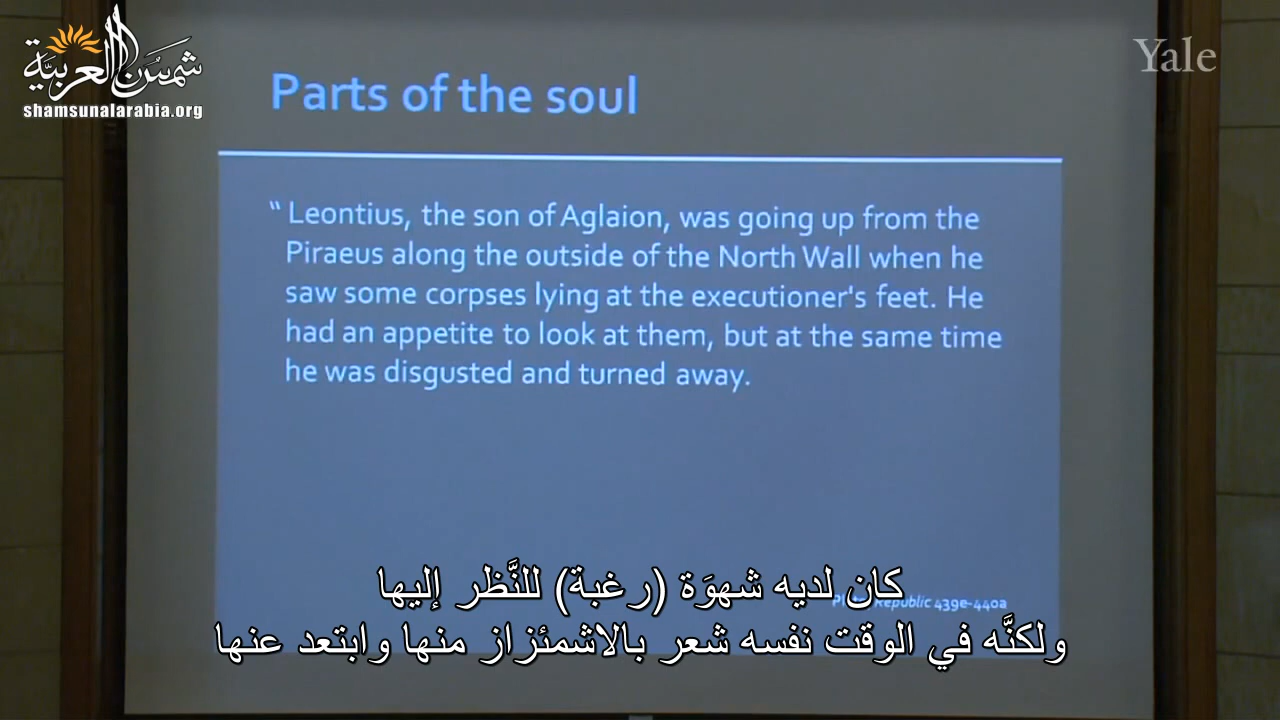 شمس العربية
shamsunalarabia.org
Yale
Parts of the soul
“ Leontius, the son of Aglaion, was going up from the
Piraeus along the outside of the North Wall when he
saw some corpses lying at the executioner's feet. He
had an appetite to look at them, but at the same time
he was disgusted and turned away.
Plato, Republic 439e-440a
كان لديه شهوَة (رغبة) للنَّظر إليها
ولكنَّه في الوقت نفسه شعر بالاشمئزاز منها وابتعد عنها